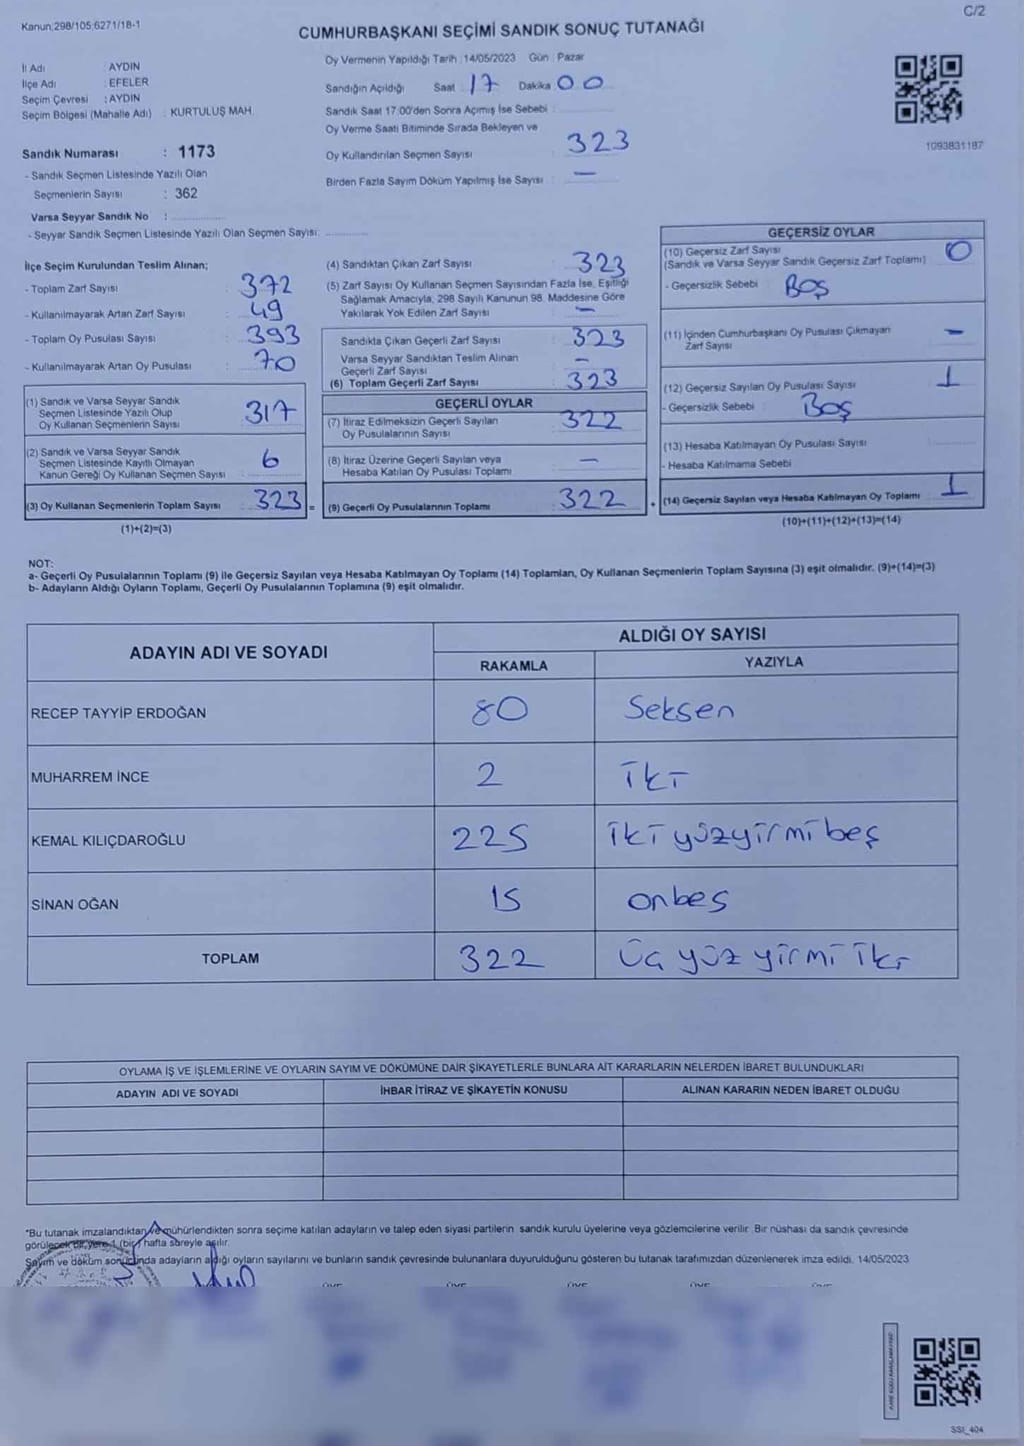 Kanun;298/105;6271/18-1
C/2
CUMHURBAŞKANI SEÇİMİ SANDIK SONUÇ TUTANAĞI
İl Adı : AYDIN
İlçe Adı : EFELER
Seçim Çevresi : AYDIN
Seçim Bölgesi (Mahalle Adı) : KURTULUŞ MAH.
Sandık Numarası : 1173
- Sandık Seçmen Listesinde Yazılı Olan
Seçmenlerin Sayısı : 362
Varsa Seyyar Sandık No :
- Seyyar Sandık Seçmen Listesinde Yazılı Olan Seçmen Sayısı:
Oy Vermenin Yapıldığı Tarih :14/05/2023 Gün : Pazar
Sandığın Açıldığı Saat : 17 Dakika : 00
Sandık Saat 17:00'den Sonra Açımış İse Sebebi :
Oy Verme Saati Bitiminde Sırada Bekleyen ve
Oy Kullandırılan Seçmen Sayısı : 323
Birden Fazla Sayım Döküm Yapılmış İse Sayısı : —
1093831187
İlçe Seçim Kurulundan Teslim Alınan;
- Toplam Zarf Sayısı : 372
- Kullanılmayarak Artan Zarf Sayısı : 49
- Toplam Oy Pusulası Sayısı : 393
- Kullanılmayarak Artan Oy Pusulası : 70
(1) Sandık ve Varsa Seyyar Sandık
Seçmen Listesinde Yazılı Olup
Oy Kullanan Seçmenlerin Sayısı : 317
(2) Sandık ve Varsa Seyyar Sandık
Seçmen Listesinde Kayıtlı Olmayan
Kanun Gereği Oy Kullanan Seçmen Sayısı : 6
(3) Oy Kullanan Seçmenlerin Toplam Sayısı : 323 =
(1)+(2)=(3)
(4) Sandıktan Çıkan Zarf Sayısı : 323
(5) Zarf Sayısı Oy Kullanan Seçmen Sayısından Fazla İse, Eşitliği
Sağlamak Amacıyla, 298 Sayılı Kanunun 98. Maddesine Göre
Yakılarak Yok Edilen Zarf Sayısı : —
Sandıkta Çıkan Geçerli Zarf Sayısı : 323
Varsa Seyyar Sandıktan Teslim Alınan
Geçerli Zarf Sayısı : —
(6) Toplam Geçerli Zarf Sayısı : 323
GEÇERLİ OYLAR
(7) İtiraz Edilmeksizin Geçerli Sayılan
Oy Pusulalarının Sayısı : 322
(8) İtiraz Üzerine Geçerli Sayılan veya
Hesaba Katılan Oy Pusulası Toplamı : —
(9) Geçerli Oy Pusulalarının Toplamı : 322 +
GEÇERSİZ OYLAR
(10) Geçersiz Zarf Sayısı
(Sandık ve Varsa Seyyar Sandık Geçersiz Zarf Toplamı) : 0
- Geçersizlik Sebebi : Boş
(11) İçinden Cumhurbaşkanı Oy Pusulası Çıkmayan
Zarf Sayısı : —
(12) Geçersiz Sayılan Oy Pusulası Sayısı : 1
- Geçersizlik Sebebi : Boş
(13) Hesaba Katılmayan Oy Pusulası Sayısı :
- Hesaba Katılmama Sebebi
(14) Geçersiz Sayılan veya Hesaba Katılmayan Oy Toplamı : 1
(10)+(11)+(12)+(13)=(14)
NOT:
a- Geçerli Oy Pusulalarının Toplamı (9) ile Geçersiz Sayılan veya Hesaba Katılmayan Oy Toplamı (14) Toplamları, Oy Kullanan Seçmenlerin Toplam Sayısına (3) eşit olmalıdır. (9)+(14)=(3)
b- Adayların Aldığı Oyların Toplamı, Geçerli Oy Pusulalarının Toplamına (9) eşit olmalıdır.
ADAYIN ADI VE SOYADI
ALDIĞI OY SAYISI
RAKAMLA YAZIYLA
RECEP TAYYİP ERDOĞAN 80 Seksen
MUHARREM İNCE 2 İki
KEMAL KILIÇDAROĞLU 225 İki yüzyirmi beş
SİNAN OĞAN 15 onbeş
TOPLAM 322 Üç yüz yirmi iki
OYLAMA İŞ VE İŞLEMLERİNE VE OYLARIN SAYIM VE DÖKÜMÜNE DAİR ŞİKAYETLERLE BUNLARA AİT KARARLARIN NELERDEN İBARET BULUNDUKLARI
ADAYIN ADI VE SOYADI İHBAR İTİRAZ VE ŞİKAYETİN KONUSU ALINAN KARARIN NEDEN İBARET OLDUĞU
*Bu tutanak imzalandıktan ve mühürlendikten sonra seçime katılan adayların ve talep eden siyasi partilerin sandık kurulu üyelerine veya gözlemcilerine verilir. Bir nüshası da sandık çevresinde
görülecek bir yere 1 (bir) hafta süreyle asılır.
Sayım ve döküm sonucunda adayların aldığı oyların sayılarını ve bunların sandık çevresinde bulunanlara duyurulduğunu gösteren bu tutanak tarafımızdan düzenlenerek imza edildi. 14/05/2023
ÜYE ÜYE ÜYE ÜYE
SSI_404